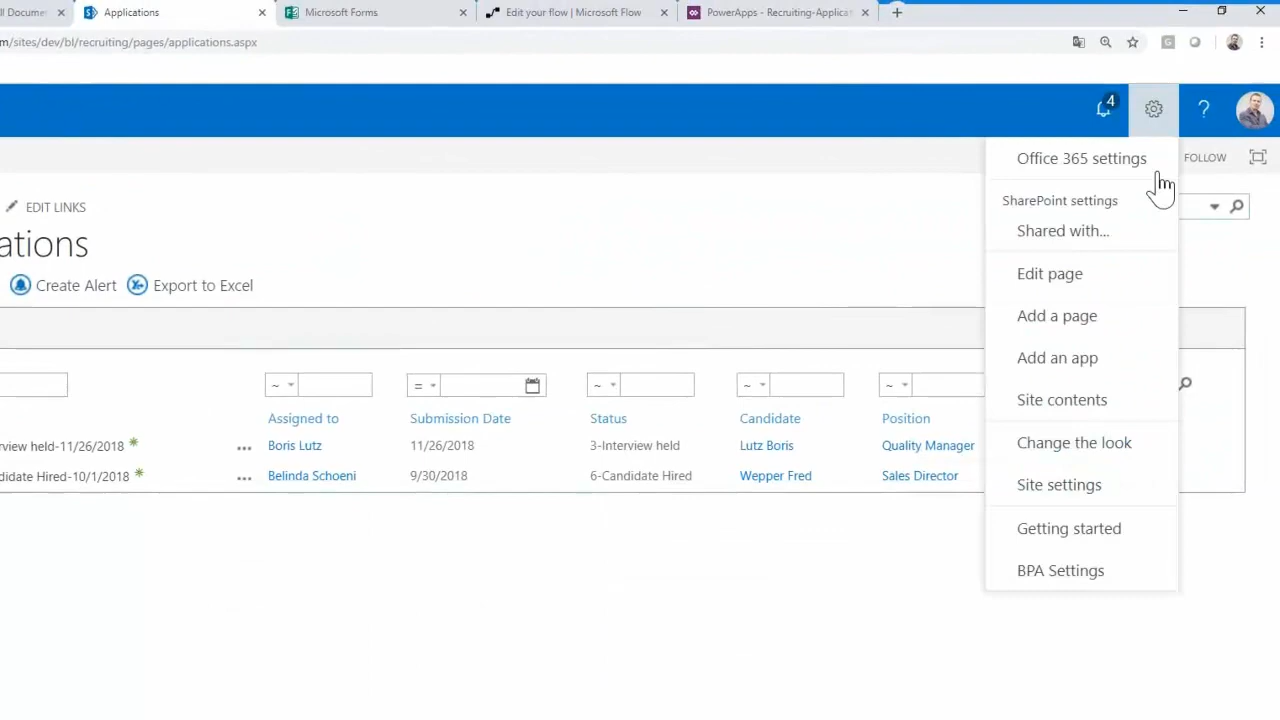 ll Docume
Applications
Microsoft Forms
Edit your flow | Microsoft Flow
PowerApps - Recruiting-Applica
m/sites/dev/bl/recruiting/pages/applications.aspx
4
?
Office 365 settings
FOLLOW
SharePoint settings
EDIT LINKS
Shared with...
ations
Edit page
Create Alert
Export to Excel
Add a page
Add an app
~
=
~
~
~
Site contents
Assigned to
Submission Date
Status
Candidate
Position
rview held-11/26/2018
Boris Lutz
11/26/2018
3-Interview held
Lutz Boris
Quality Manager
Change the look
didate Hired-10/1/2018
Belinda Schoeni
9/30/2018
6-Candidate Hired
Wepper Fred
Sales Director
Site settings
Getting started
BPA Settings